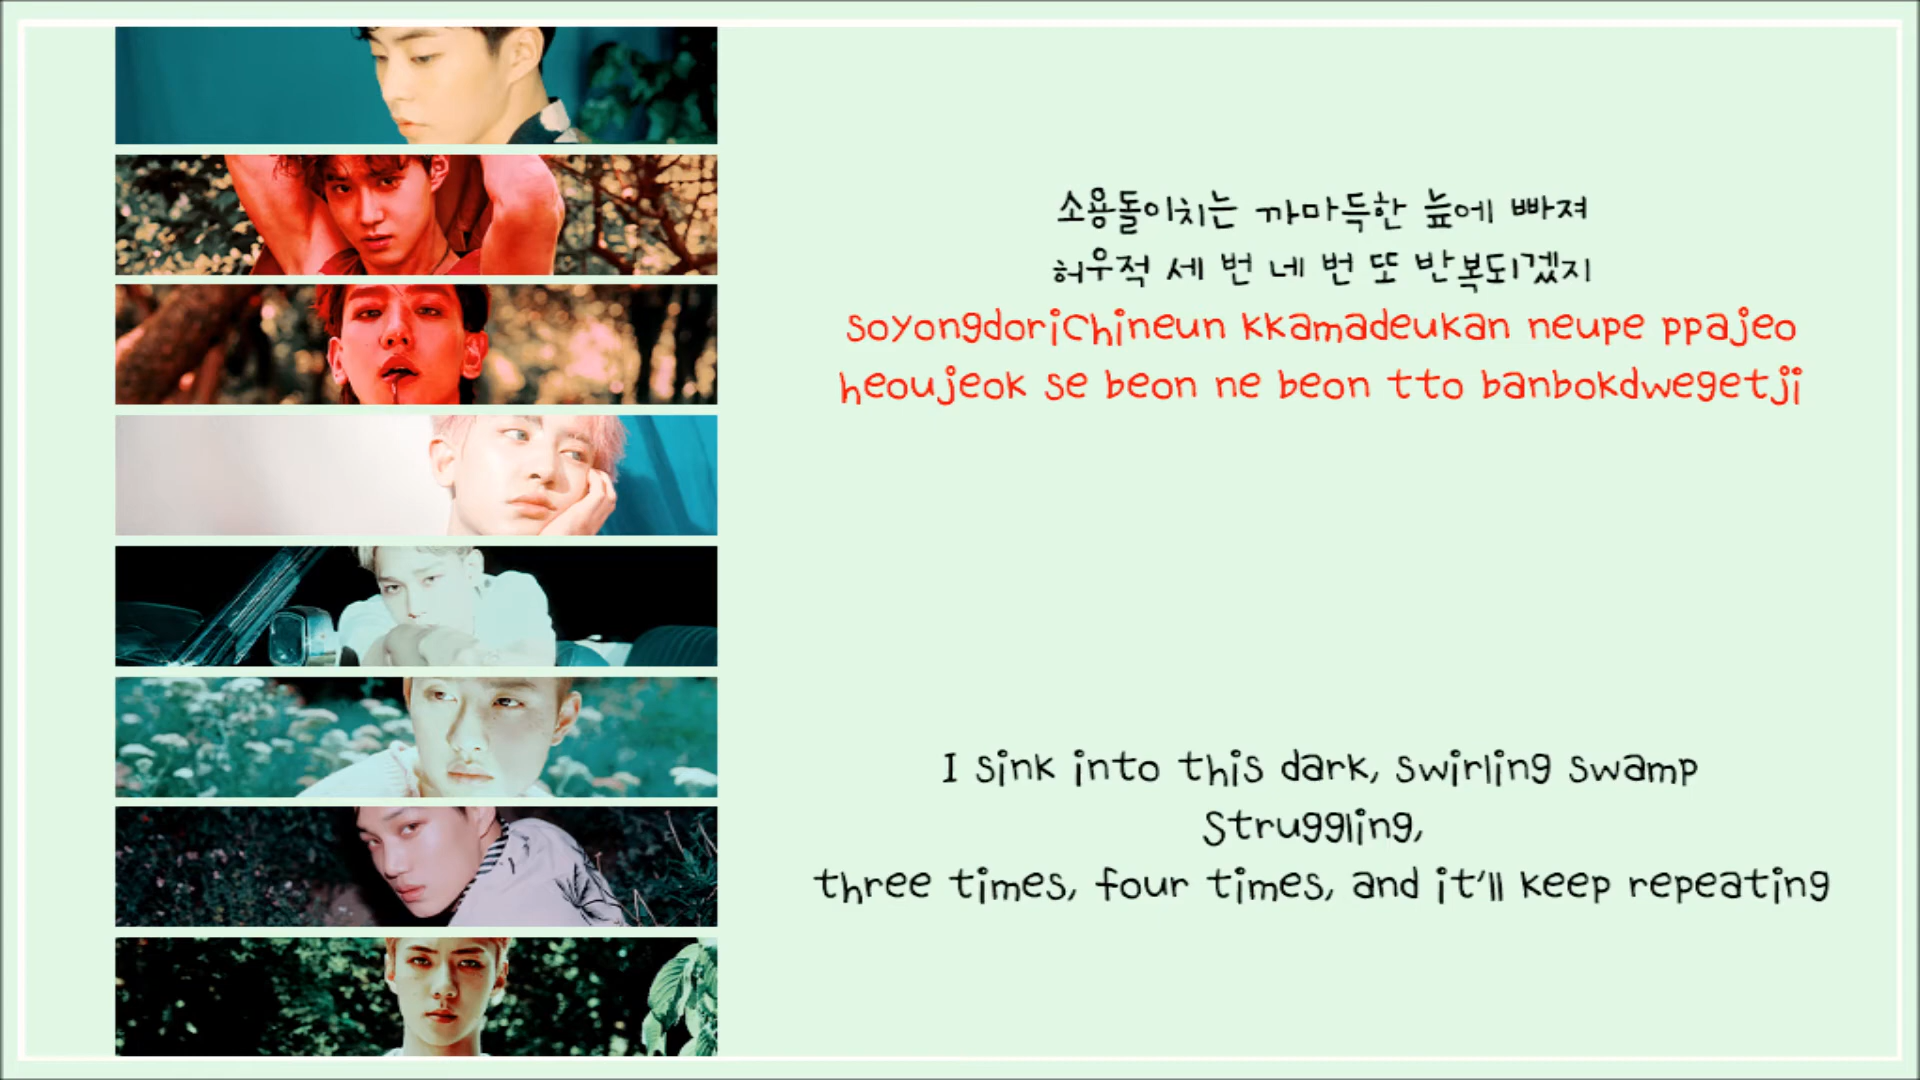 소용돌이치는 까마득한 늪에 빠져
허우적 세 번 네 번 또 반복되겠지
soyongdorichineun kkamadeukan neupe ppajeo
heoujeok se beon ne beon tto banbokdwegetji
I sink into this dark, swirling swamp
Struggling,
three times, four times, and it'll keep repeating